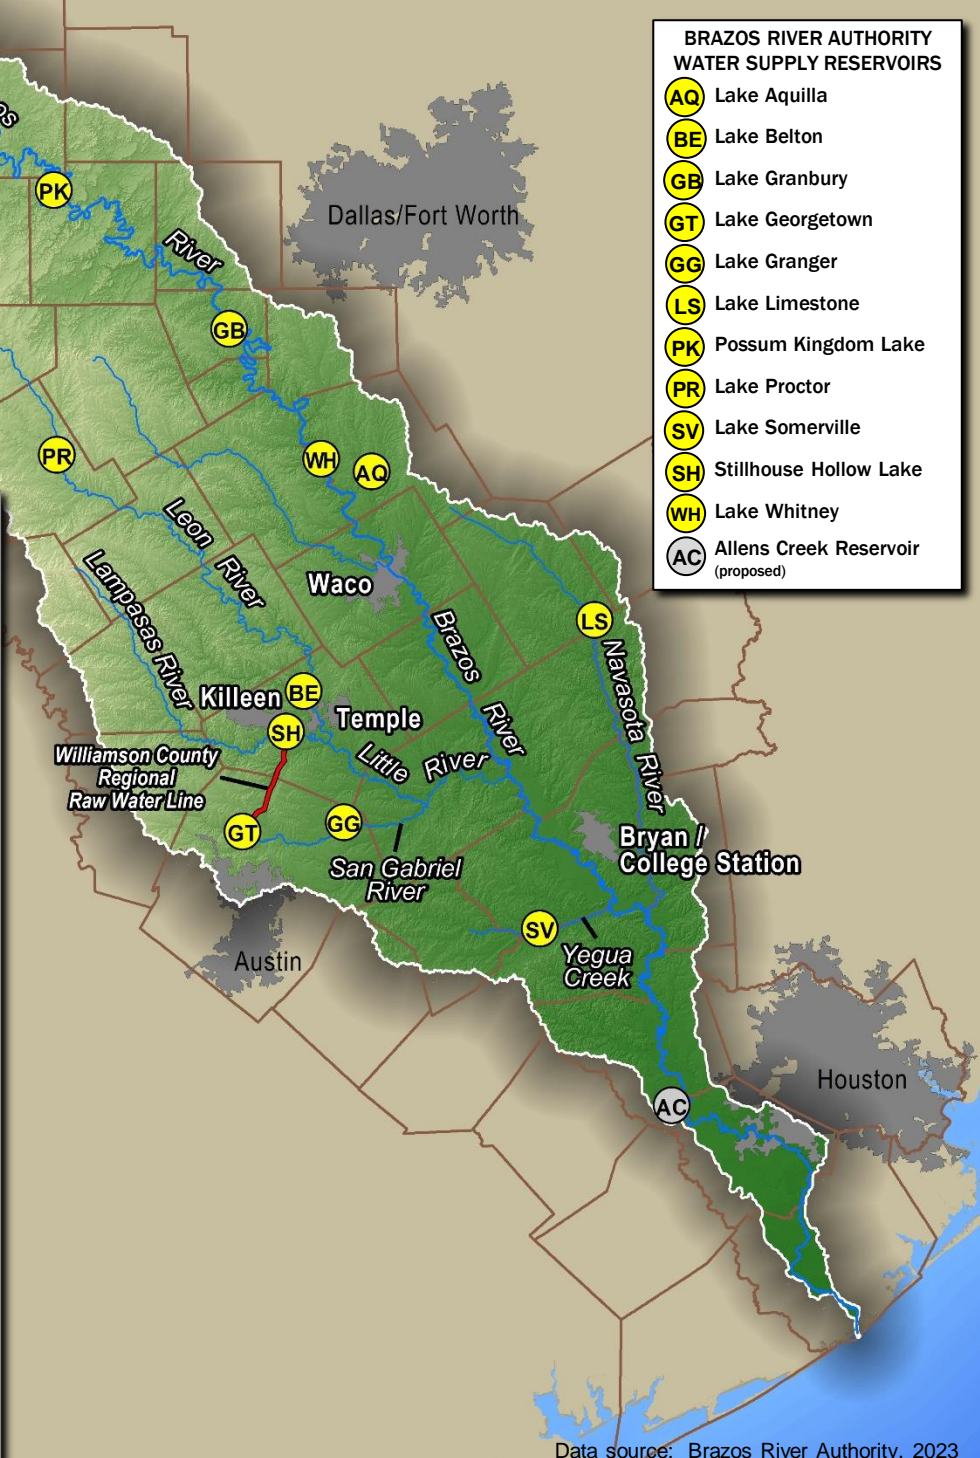 BRAZOS RIVER AUTHORITY
WATER SUPPLY RESERVOIRS
AQ Lake Aquilla
BE Lake Belton
GB Lake Granbury
GT Lake Georgetown
GG Lake Granger
LS Lake Limestone
PK Possum Kingdom Lake
PR Lake Proctor
SV Lake Somerville
SH Stillhouse Hollow Lake
WH Lake Whitney
AC Allens Creek Reservoir
(proposed)
os
PK
River
Dallas/Fort Worth
GB
PR
WH
AQ
Leon River
Lampasas River
Waco
Brazos River
LS
Navasota River
Killeen
BE
SH
Temple
Little River
Williamson County
Regional
Raw Water Line
GT
GG
San Gabriel
River
Bryan /
College Station
SV
Yegua
Creek
Austin
Houston
AC
Data source: Brazos River Authority, 2023